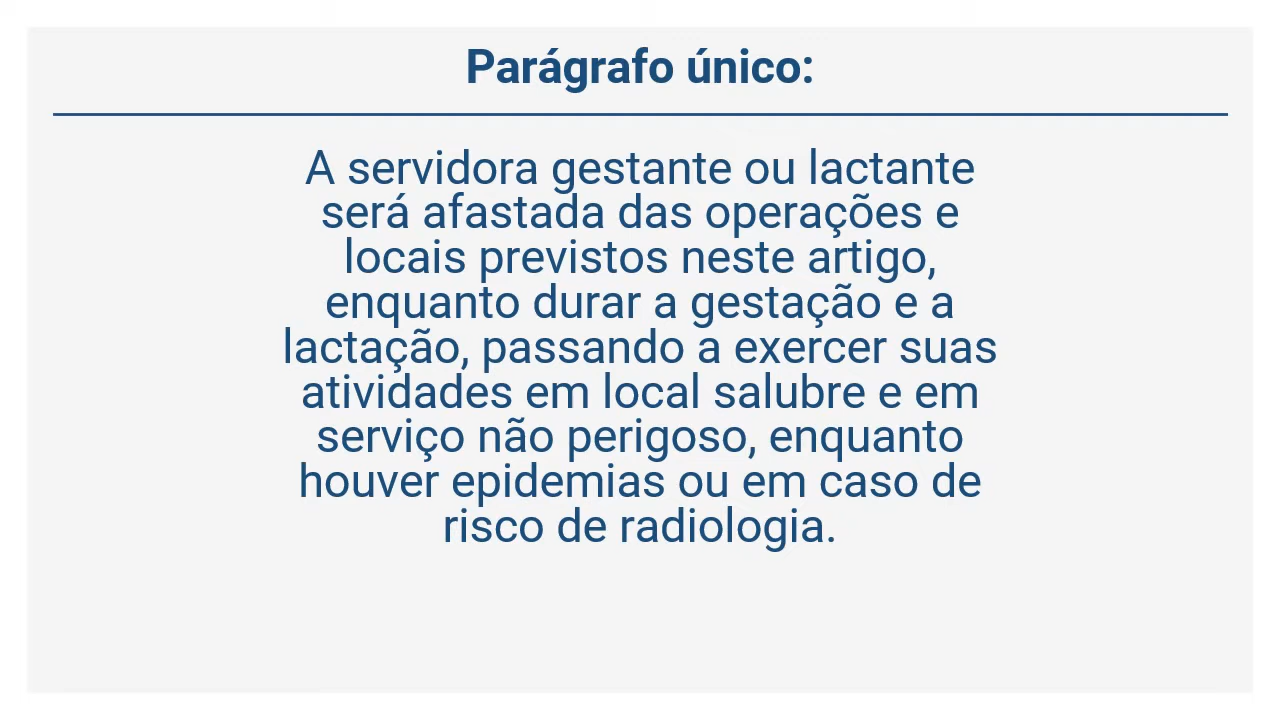 Parágrafo único:
A servidora gestante ou lactante
será afastada das operações e
locais previstos neste artigo,
enquanto durar a gestação e a
lactação, passando a exercer suas
atividades em local salubre e em
serviço não perigoso, enquanto
houver epidemias ou em caso de
risco de radiologia.